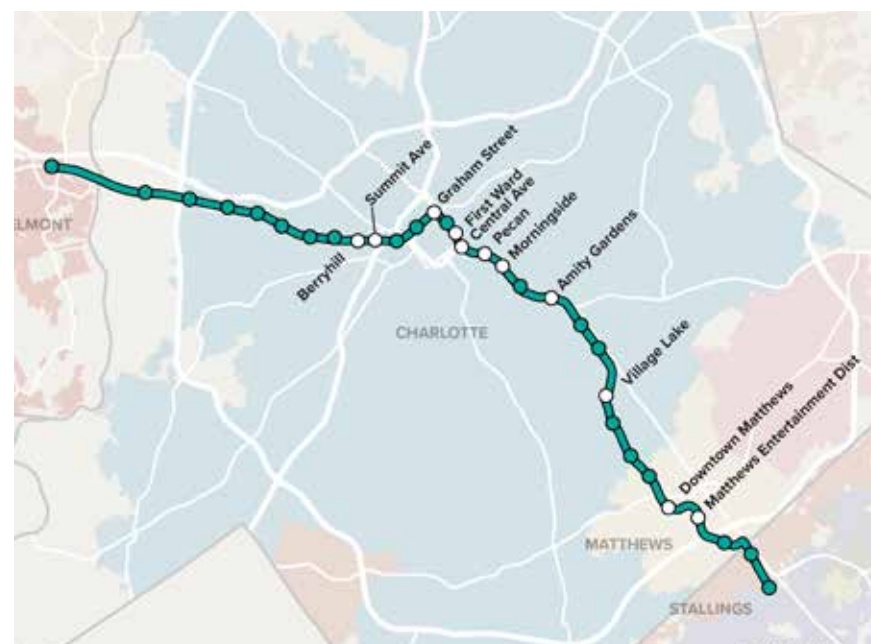 Summit Ave
Graham Street
First Ward
Central Ave
Pecan
Morningside
Amity Gardens
Berryhill
ELMONT
CHARLOTTE
Village Lake
Downtown Matthews
Matthews Entertainment Dist
MATTHEWS
STALLINGS